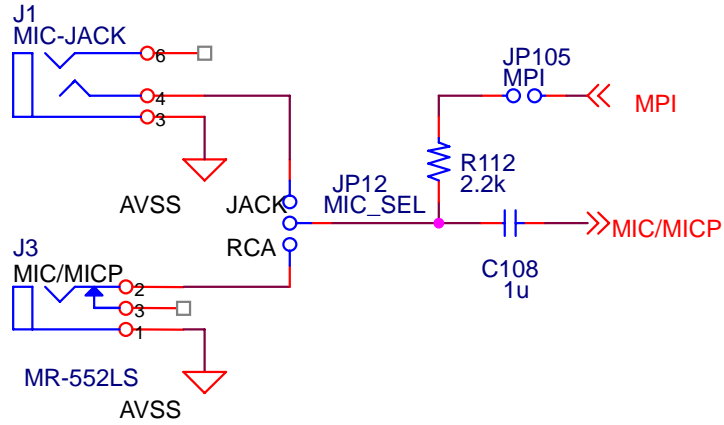 J1
MIC-JACK
6
4
3
AVSS
JP105
MPI
MPI
R112
2.2k
JP12
MIC_SEL
JACK
RCA
MIC/MICP
C108
1u
J3
MIC/MICP
2
3
1
MR-552LS
AVSS